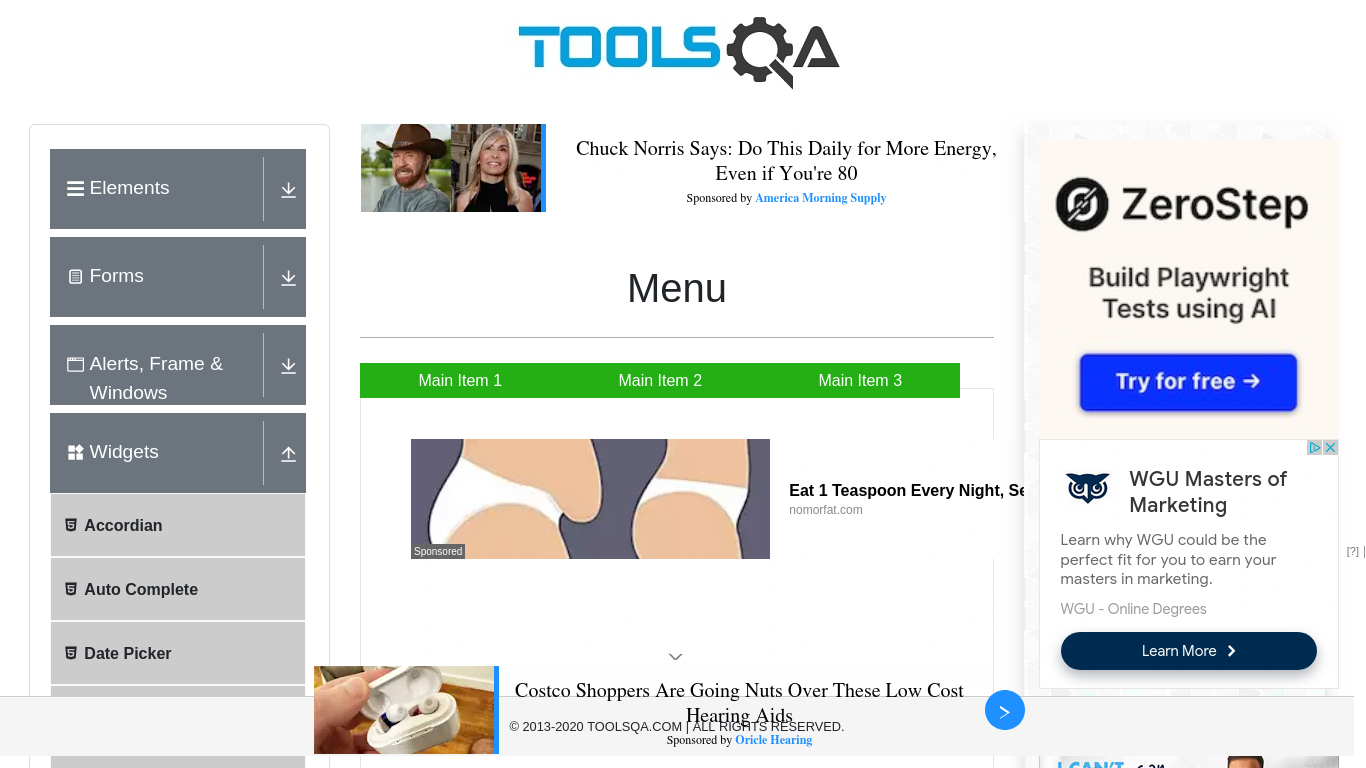 TOOLSQA
Elements
Forms
Alerts, Frame &
Windows
Widgets
Accordian
Auto Complete
Date Picker
Chuck Norris Says: Do This Daily for More Energy,
Even if You're 80
Sponsored by America Morning Supply
Menu
Main Item 1
Main Item 2
Main Item 3
Sponsored
Eat 1 Teaspoon Every Night, Se
nomorfat.com
ZeroStep
Build Playwright
Tests using AI
Try for free →
WGU Masters of
Marketing
Learn why WGU could be the
perfect fit for you to earn your
masters in marketing.
WGU - Online Degrees
Learn More
[?] |
Costco Shoppers Are Going Nuts Over These Low Cost
Hearing Aids
© 2013-2020 TOOLSQA.COM | ALL RIGHTS RESERVED.
Sponsored by Oricle Hearing
I CAN'T